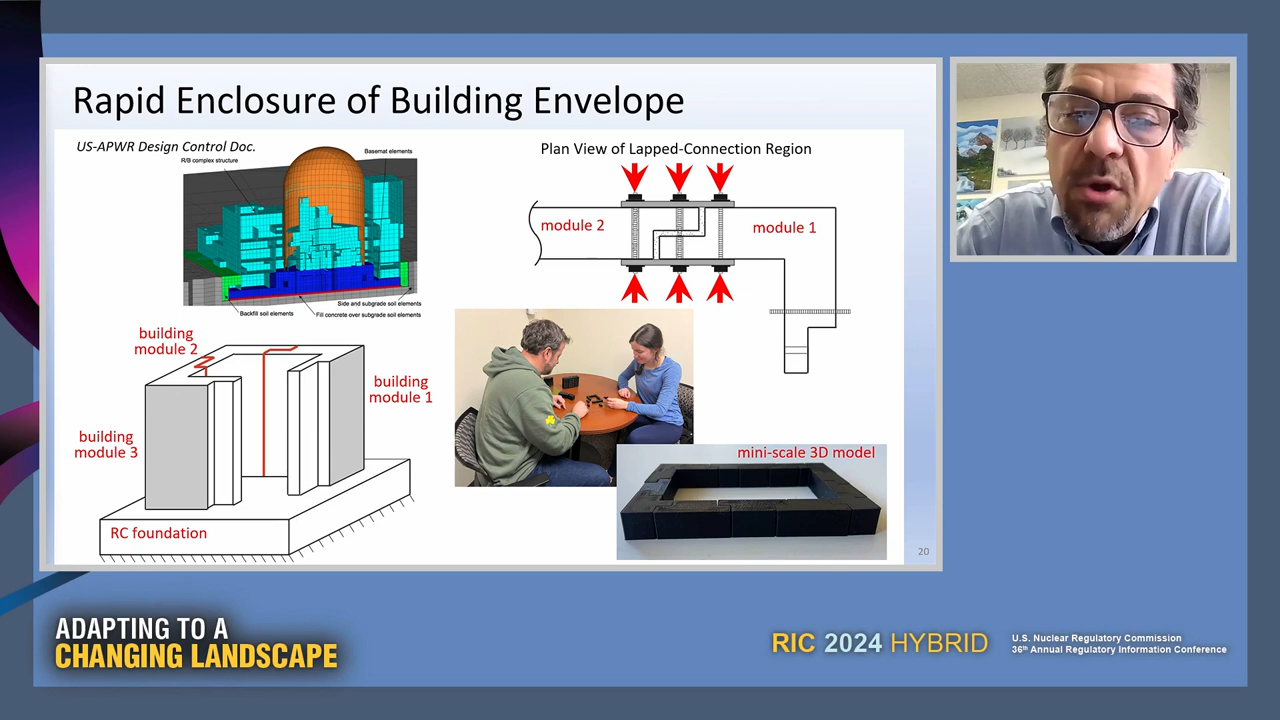 Rapid Enclosure of Building Envelope
US-APWR Design Control Doc.
R/B complex structure
Basemat elements
Side and subgrade soil elements
Backfill soil elements
Fill concrete over subgrade soil elements
building
module 2
building
module 1
building
module 3
RC foundation
Plan View of Lapped-Connection Region
module 2
module 1
mini-scale 3D model
20
ADAPTING TO A
CHANGING LANDSCAPE
RIC 2024 HYBRID
U.S. Nuclear Regulatory Commission
36th Annual Regulatory Information Conference